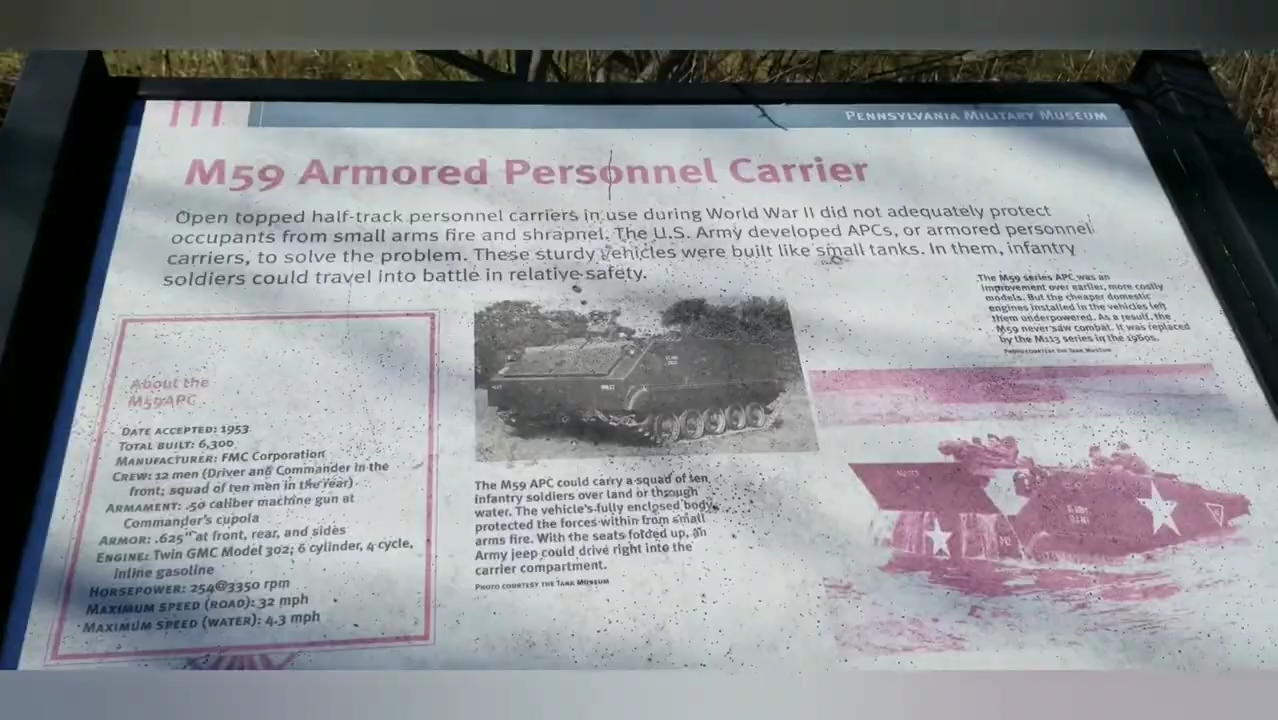 PENNSYLVANIA MILITARY MUSEUM
M59 Armored Personnel Carrier
Open topped half-track personnel carriers in use during World War II did not adequately protect
occupants from small arms fire and shrapnel. The U.S. Army developed APCs, or armored personnel
carriers, to solve the problem. These sturdy vehicles were built like small tanks. In them, infantry
soldiers could travel into battle in relative safety.
The M59 series APC was an
improvement over earlier, more costly
models. But the cheaper domestic
engines installed in the vehicles left
them underpowered. As a result, the
M59 never saw combat. It was replaced
by the M113 series in the 1960s.
PHOTO COURTESY THE TANK MUSEUM
About the
M59 APC
DATE ACCEPTED: 1953
TOTAL BUILT: 6,300
MANUFACTURER: FMC Corporation
CREW: 12 men (Driver and Commander in the
front; squad of ten men in the rear)
ARMAMENT: .50 caliber machine gun at
Commander's cupola
ARMOR: .625" at front, rear, and sides
ENGINE: Twin GMC Model 302; 6 cylinder, 4 cycle,
inline gasoline
HORSEPOWER: 254@3350 rpm
MAXIMUM SPEED (ROAD): 32 mph
MAXIMUM SPEED (WATER): 4.3 mph
The M59 APC could carry a squad of ten
infantry soldiers over land or through
water. The vehicle's fully enclosed body
protected the forces within from small
arms fire. With the seats folded up, an
Army jeep could drive right into the
carrier compartment.
PHOTO COURTESY THE TANK MUSEUM